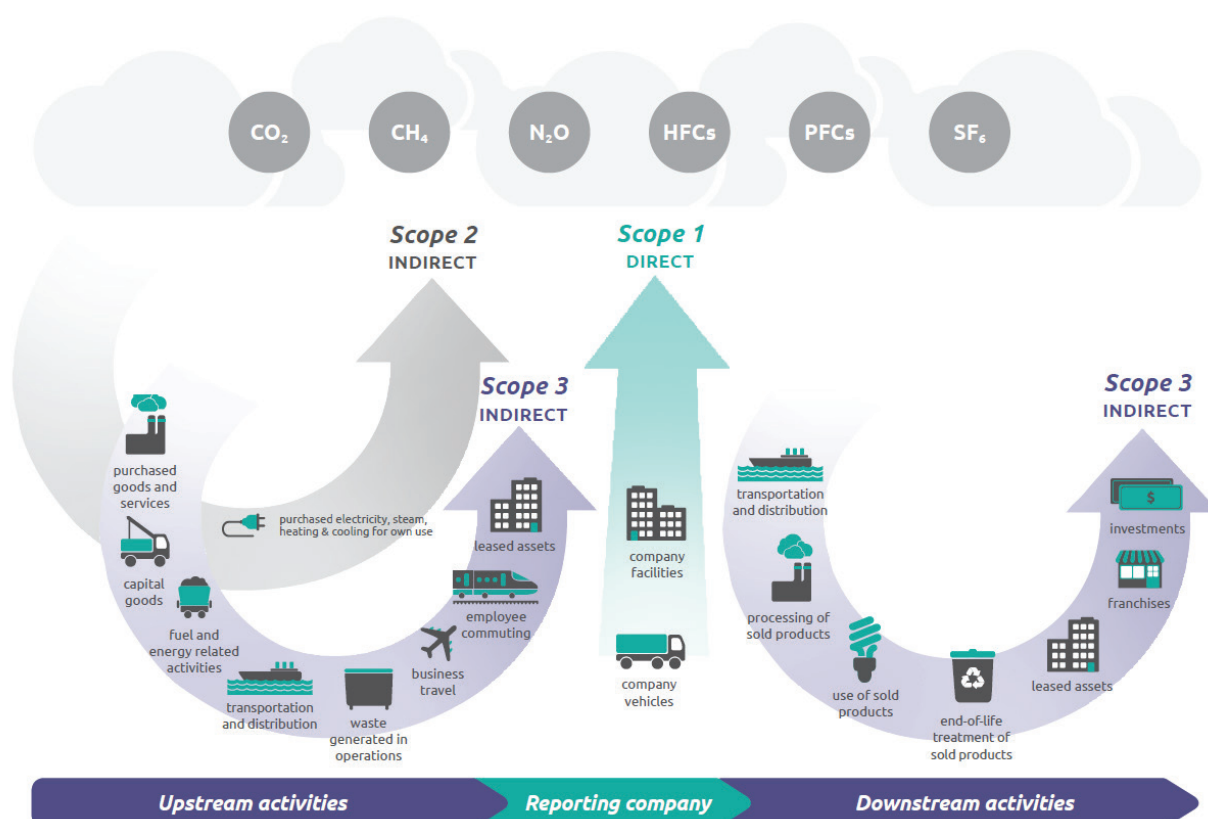 CO₂
CH₄
N₂O
HFCs
PFCs
SF₆
Scope 2
INDIRECT
Scope 1
DIRECT
Scope 3
INDIRECT
Scope 3
INDIRECT
purchased
goods and
services
capital
goods
fuel and
energy related
activities
transportation
and distribution
waste
generated in
operations
business
travel
employee
commuting
leased assets
purchased electricity, steam,
heating & cooling for own use
company
facilities
company
vehicles
transportation
and distribution
processing of
sold products
use of sold
products
end-of-life
treatment of
sold products
leased assets
franchises
$
investments
Upstream activities
Reporting company
Downstream activities